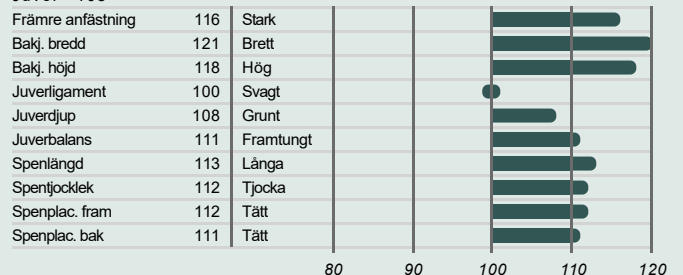 Främre anfästning 116 Stark
Bakj. bredd 121 Brett
Bakj. höjd 118 Hög
Juverligament 100 Svagt
Juverdjup 108 Grunt
Juverbalans 111 Framtungt
Spenlängd 113 Långa
Spentjocklek 112 Tjocka
Spenplac. fram 112 Tätt
Spenplac. bak 111 Tätt
80 90 100 110 120